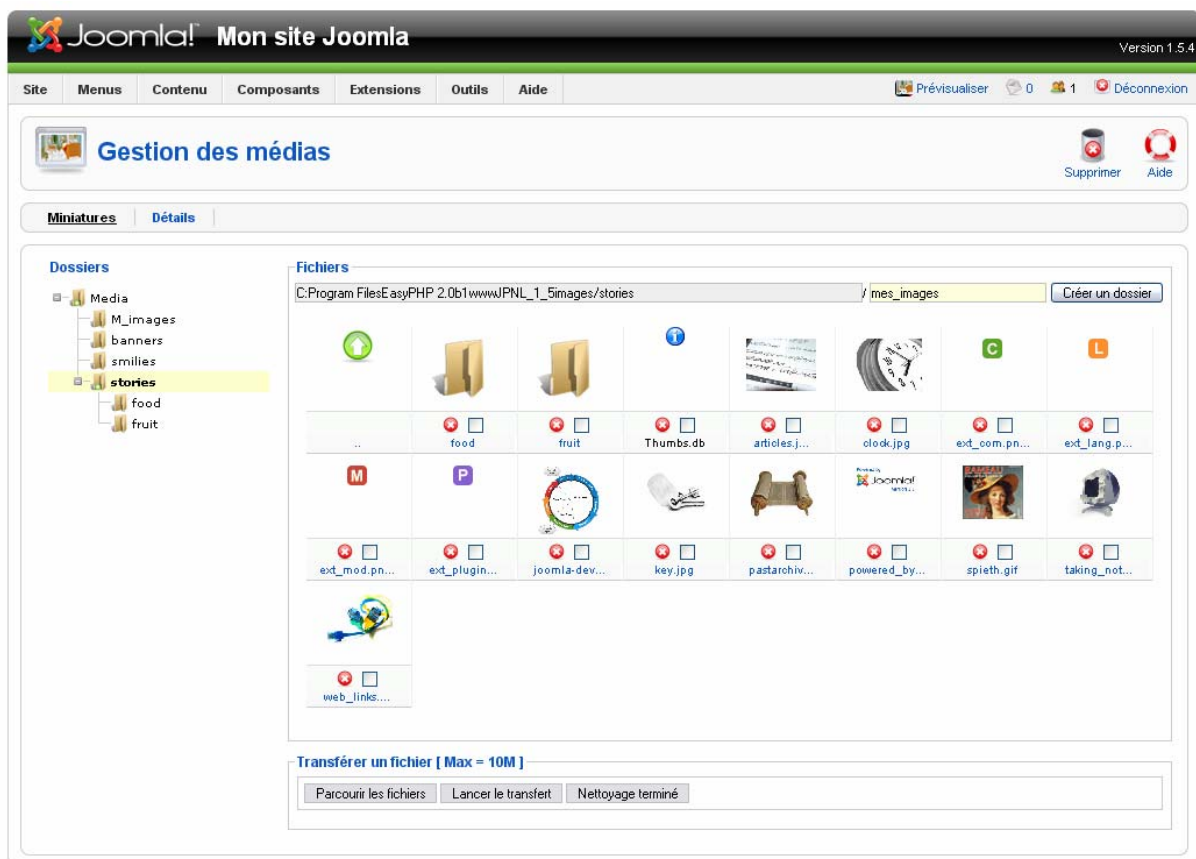 Joomla! Mon site Joomla
Version 1.5.4
Site Menus Contenu Composants Extensions Outils Aide Prévisualiser 0 1 Déconnexion
Gestion des médias
Supprimer Aide
Miniatures Détails
Dossiers
Media
M_images
banners
smilies
stories
food
fruit
Fichiers
C:Program FilesEasyPHP 2.0b1wwwJPNL_1_5images/stories / mes_images Créer un dossier
C L
.. food fruit Thumbs.db articles.j... clock.jpg ext_com.pn... ext_lang.p...
M P
Joomla!
RAMEAU
ext_mod.pn... ext_plugin... joomla-dev... key.jpg pastarchiv... powered_by... spieth.gif taking_not...
web_links....
Transférer un fichier [ Max = 10M ]
Parcourir les fichiers Lancer le transfert Nettoyage terminé